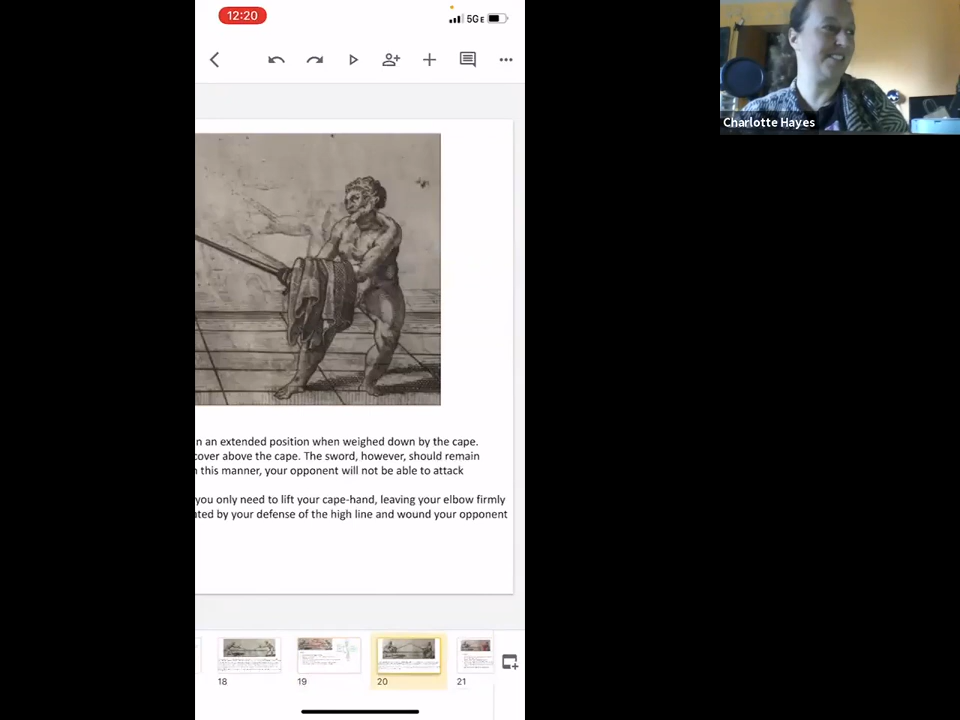 12:20
5G E
Charlotte Hayes
n an extended position when weighed down by the cape.
cover above the cape. The sword, however, should remain
this manner, your opponent will not be able to attack
you only need to lift your cape-hand, leaving your elbow firmly
ted by your defense of the high line and wound your opponent
18
19
20
21